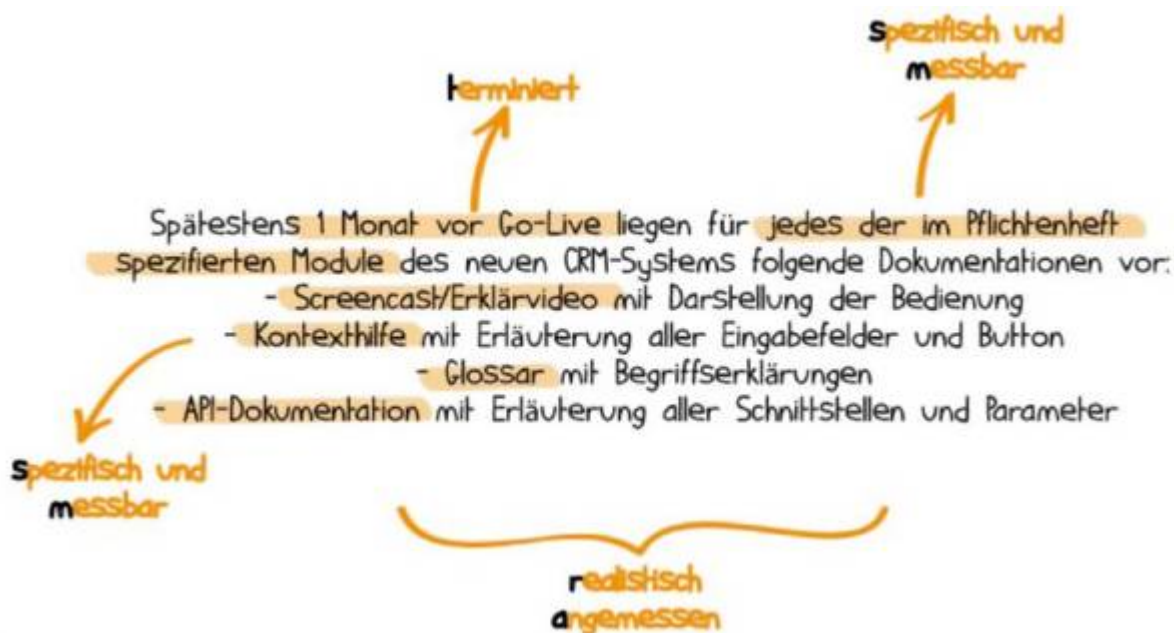 spezifisch und
messbar
terminiert
Spätestens 1 Monat vor Go-Live liegen für jedes der im Pflichtenheft
spezifierten Module des neuen CRM-Systems folgende Dokumentationen vor:
- Screencast/Erklärvideo mit Darstellung der Bedienung
- Kontexthilfe mit Erläuterung aller Eingabefelder und Button
- Glossar mit Begriffserklärungen
- API-Dokumentation mit Erläuterung aller Schnittstellen und Parameter
spezifisch und
messbar
realistisch
angemessen